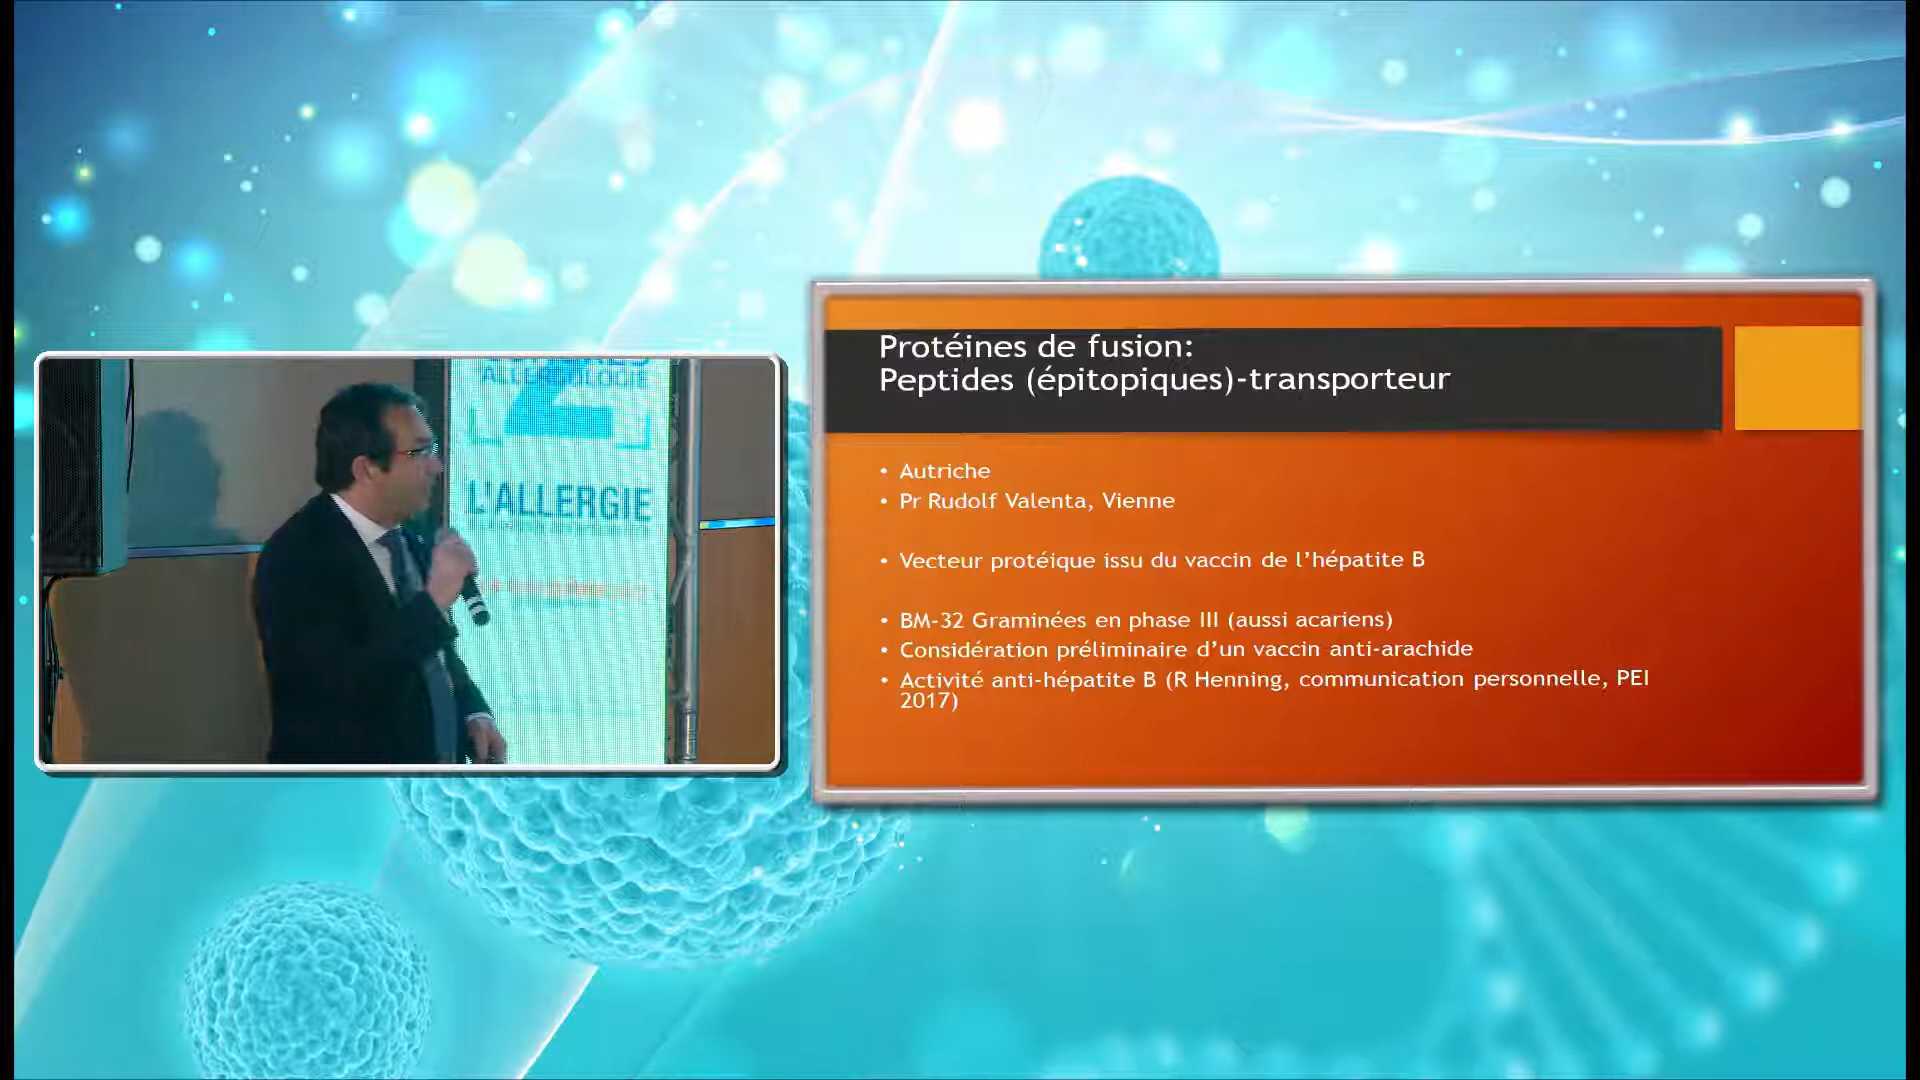 ALLERGOLOGIE
2
L'ALLERGIE
Protéines de fusion:
Peptides (épitopiques)-transporteur
• Autriche
• Pr Rudolf Valenta, Vienne
• Vecteur protéique issu du vaccin de l’hépatite B
• BM-32 Graminées en phase III (aussi acariens)
• Considération préliminaire d’un vaccin anti-arachide
• Activité anti-hépatite B (R Henning, communication personnelle, PEI
2017)